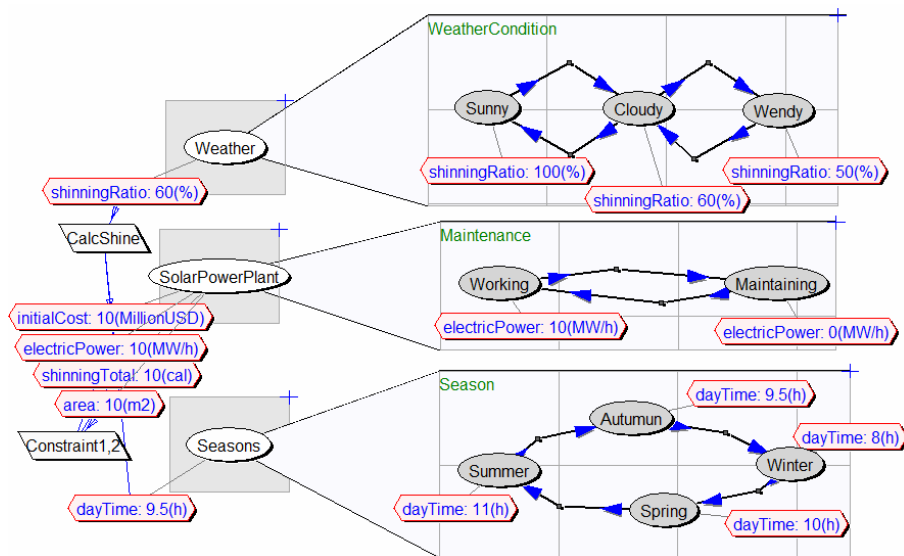 WeatherCondition
Sunny
Cloudy
Wendy
shinningRatio: 100(%)
shinningRatio: 60(%)
shinningRatio: 50(%)
Weather
shinningRatio: 60(%)
CalcShine
SolarPowerPlant
initialCost: 10(MillionUSD)
electricPower: 10(MW/h)
shinningTotal: 10(cal)
area: 10(m2)
Constraint1,2
Maintenance
Working
Maintaining
electricPower: 10(MW/h)
electricPower: 0(MW/h)
Seasons
dayTime: 9.5(h)
Season
Autumun
dayTime: 9.5(h)
dayTime: 8(h)
Winter
Summer
dayTime: 11(h)
Spring
dayTime: 10(h)